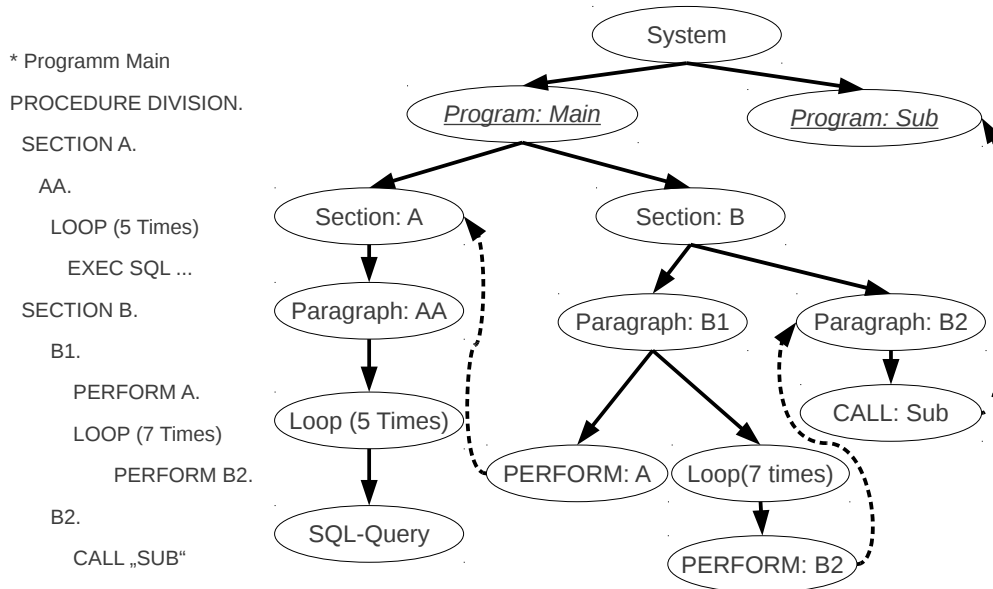 * Programm Main
PROCEDURE DIVISION.
SECTION A.
AA.
LOOP (5 Times)
EXEC SQL ...
SECTION B.
B1.
PERFORM A.
LOOP (7 Times)
PERFORM B2.
B2.
CALL „SUB“
System
Program: Main
Program: Sub
Section: A
Section: B
Paragraph: AA
Paragraph: B1
Paragraph: B2
Loop (5 Times)
CALL: Sub
PERFORM: A
Loop(7 times)
SQL-Query
PERFORM: B2